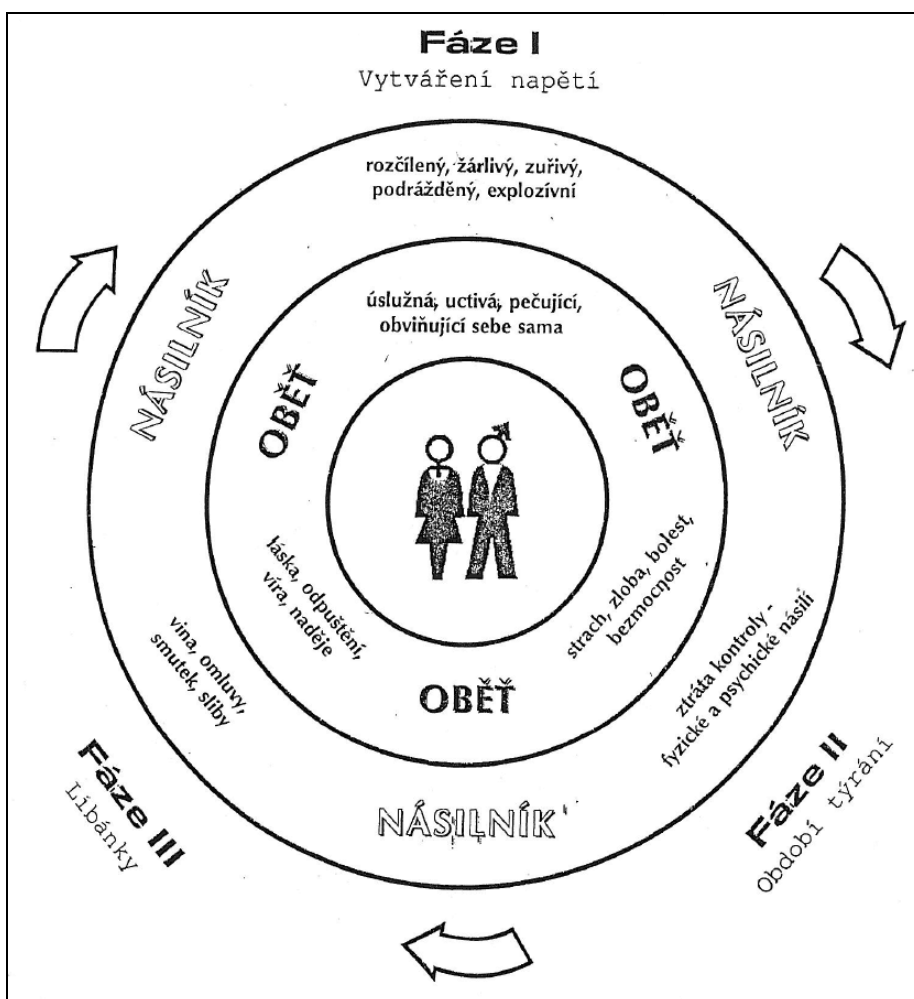 Fáze I
Vytváření napětí
rozčílený, žárlivý, zuřivý,
podrážděný, explozívní
NÁSILNÍK
NÁSILNÍK
úslužná, uctivá, pečující,
obviňující sebe sama
OBĚŤ
OBĚŤ
láska, odpuštění,
víra, naděje
strach, zloba, bolest,
bezmocnost
OBĚŤ
vina, omluvy,
smutek, sliby
ztráta kontroly -
fyzické a psychické násilí
NÁSILNÍK
Fáze III
Libánky
Fáze II
Období týrání